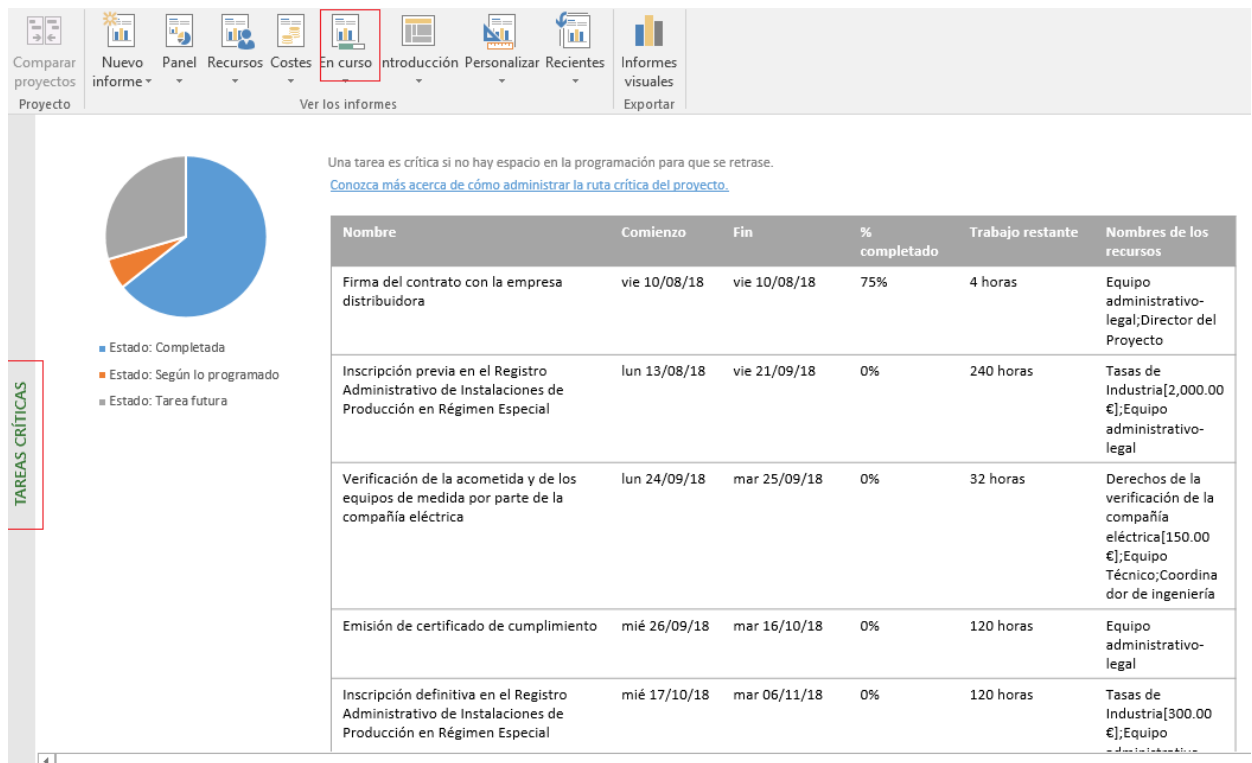 Comparar proyectos
Nuevo informe
Panel
Recursos
Costes
En curso
Introducción
Personalizar
Recientes
Informes visuales
Proyecto
Ver los informes
Exportar
TAREAS CRÍTICAS
Estado: Completada
Estado: Según lo programado
Estado: Tarea futura
Una tarea es crítica si no hay espacio en la programación para que se retrase.
Conozca más acerca de cómo administrar la ruta crítica del proyecto.
Nombre Comienzo Fin % completado Trabajo restante Nombres de los recursos
Firma del contrato con la empresa
distribuidora
vie 10/08/18
vie 10/08/18
75%
4 horas
Equipo
administrativo-
legal;Director del
Proyecto
Inscripción previa en el Registro
Administrativo de Instalaciones de
Producción en Régimen Especial
lun 13/08/18
vie 21/09/18
0%
240 horas
Tasas de
Industria[2,000.00
€];Equipo
administrativo-
legal
Verificación de la acometida y de los
equipos de medida por parte de la
compañía eléctrica
lun 24/09/18
mar 25/09/18
0%
32 horas
Derechos de la
verificación de la
compañía
eléctrica[150.00
€];Equipo
Técnico;Coordina
dor de ingeniería
Emisión de certificado de cumplimiento
mié 26/09/18
mar 16/10/18
0%
120 horas
Equipo
administrativo-
legal
Inscripción definitiva en el Registro
Administrativo de Instalaciones de
Producción en Régimen Especial
mié 17/10/18
mar 06/11/18
0%
120 horas
Tasas de
Industria[300.00
€];Equipo